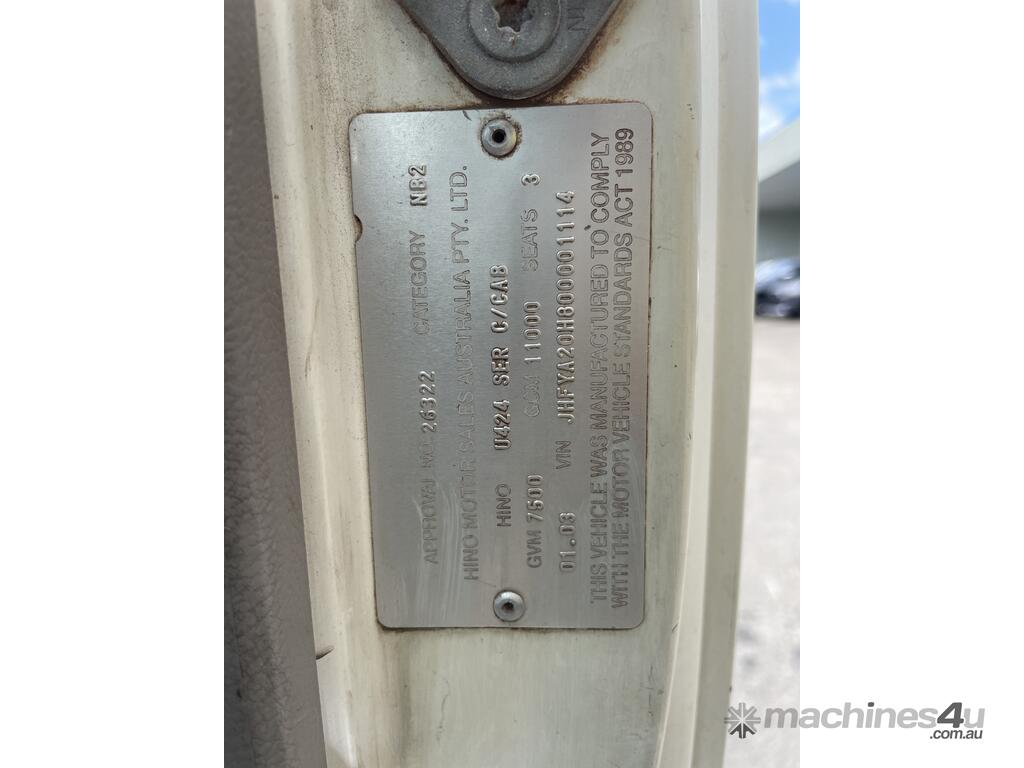 APPROVAL NO. 26322 CATEGORY NB2
HINO MOTOR SALES AUSTRALIA PTY. LTD.
HINO U424 SER C/CAB
GVM 7500 GCM 11000 SEATS 3
01.08 VIN JHFYA20H800001114
THIS VEHICLE WAS MANUFACTURED TO COMPLY
WITH THE MOTOR VEHICLE STANDARDS ACT 1989
machines4u
.com.au